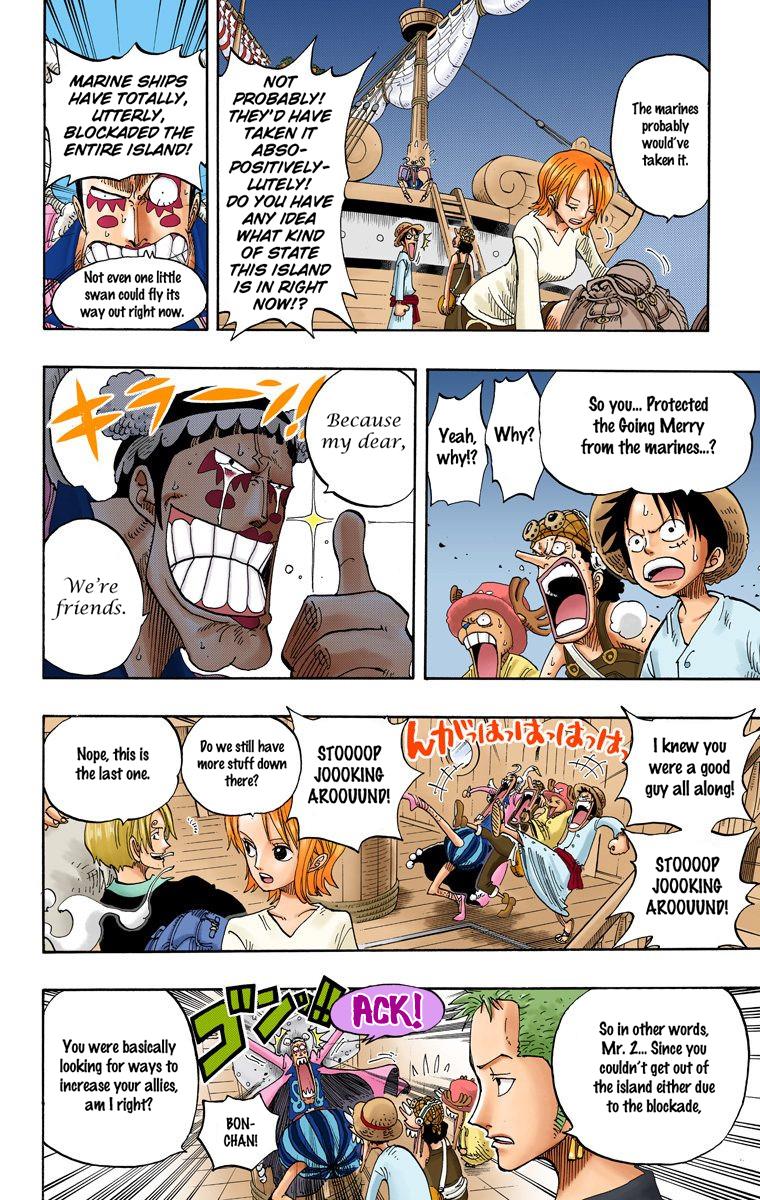 The marines
probably
would've
taken it.
NOT
PROBABLY!
THEY'D HAVE
TAKEN IT
ABSO-
POSITIVELY-
LUTELY!
DO YOU HAVE
ANY IDEA
WHAT KIND
OF STATE
THIS ISLAND
IS IN RIGHT
NOW!?
MARINE SHIPS
HAVE TOTALLY,
UTTERLY,
BLOCKADED THE
ENTIRE ISLAND!
Not even one little
swan could fly its
way out right now.
So you... Protected
the Going Merry
from the marines...?
Why?
Yeah,
why!?
キラーン!!
Because
my dear,
We're
friends.
I knew you
were a good
guy all along!
STOOOOP
JOOOKING
AROOUUND!
んがっはっはっはっはっ
STOOOOP
JOOOKING
AROOUUND!
Do we still have
more stuff down
there?
Nope, this is
the last one.
So in other words,
Mr. 2... Since you
couldn't get out of
the island either due
to the blockade,
ACK!
ゴンッ!!
You were basically
looking for ways to
increase your allies,
am I right?
BON-
CHAN!